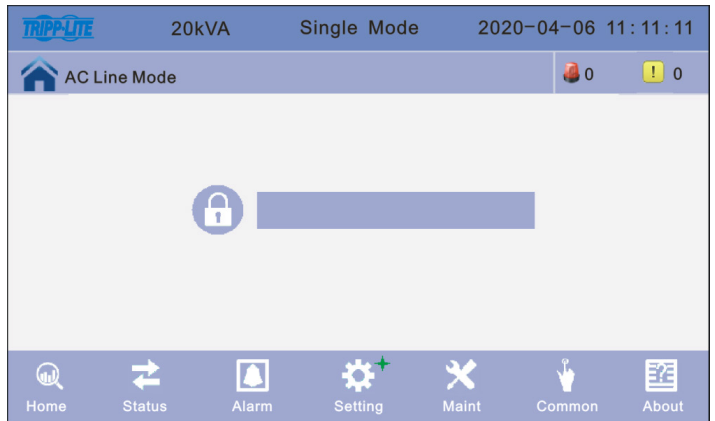 TRIPP-LITE 20kVA Single Mode 2020-04-06 11:11:11
AC Line Mode 0 ! 0
Home Status Alarm Setting Maint Common About